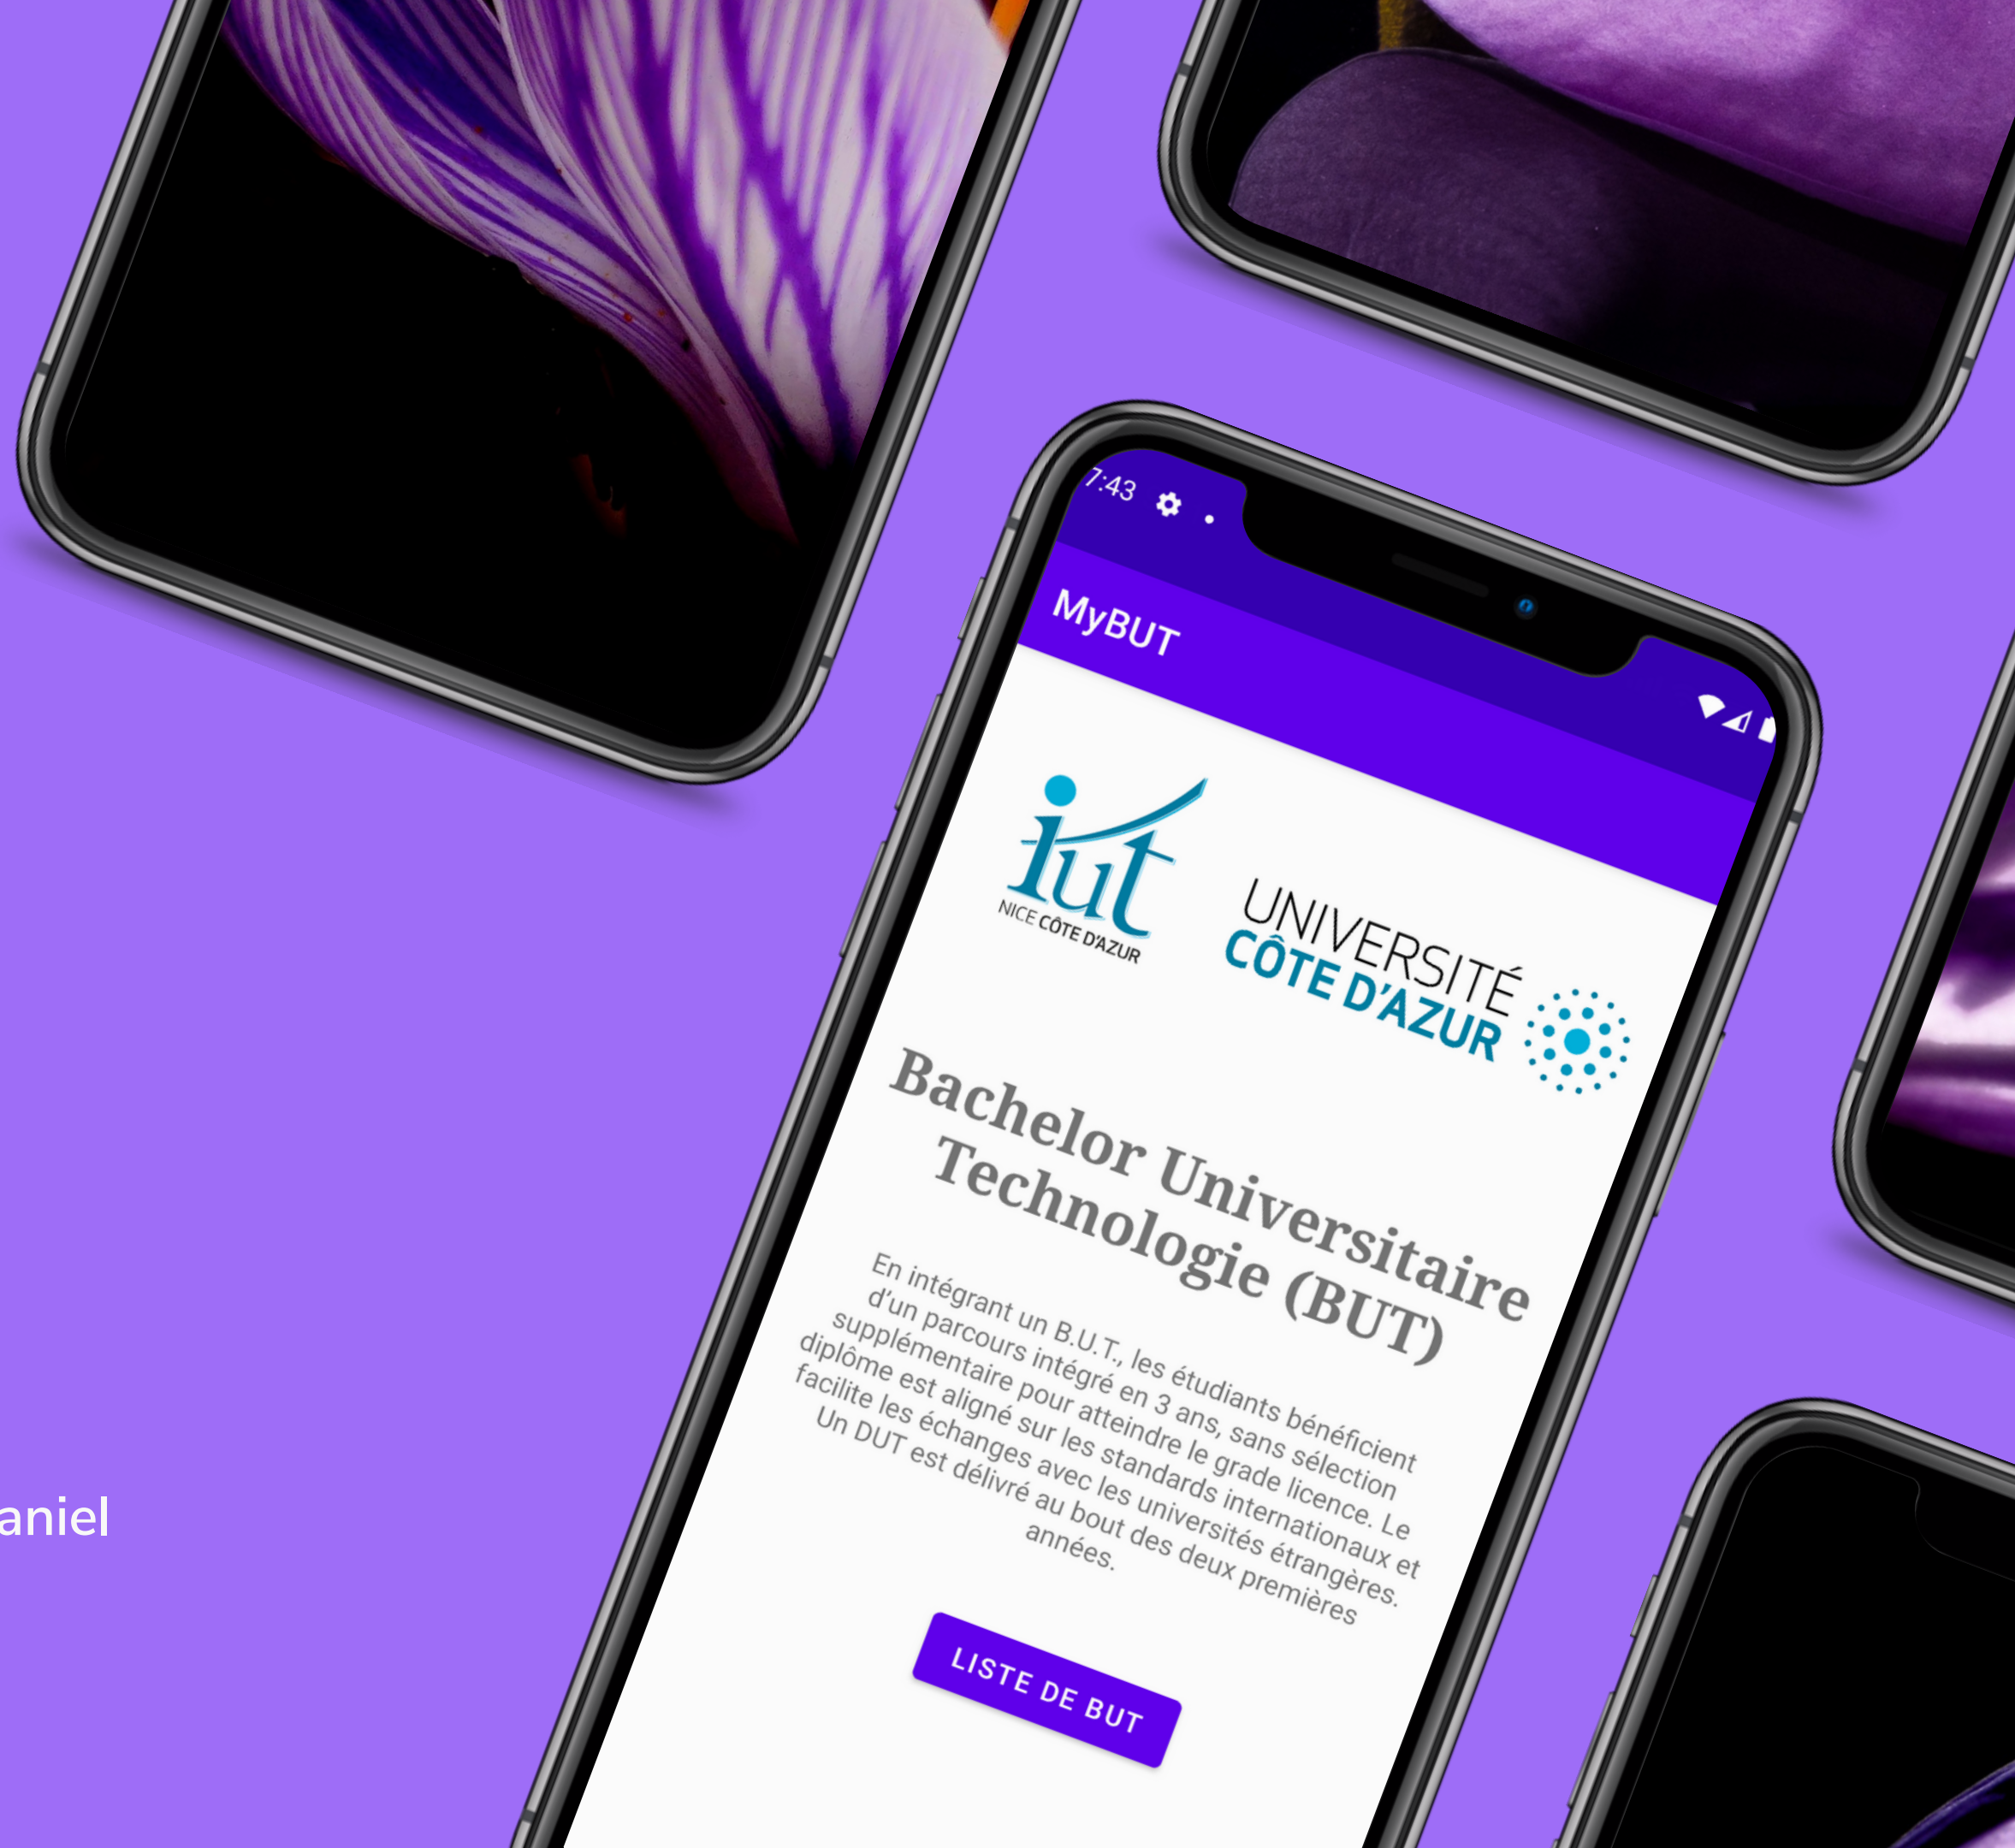 7:43
MyBUT
iut
NICE CÔTE D'AZUR
UNIVERSITÉ
CÔTE D'AZUR
Bachelor Universitaire
Technologie (BUT)
En intégrant un B.U.T., les étudiants bénéficient
d'un parcours intégré en 3 ans, sans sélection
supplémentaire pour atteindre le grade licence. Le
diplôme est aligné sur les standards internationaux et
facilite les échanges avec les universités étrangères.
Un DUT est délivré au bout des deux premières
années.
LISTE DE BUT
aniel